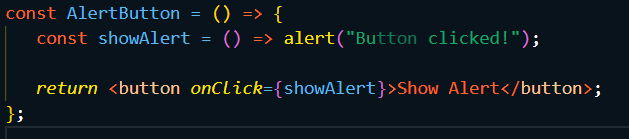 const AlertButton = () => {
const showAlert = () => alert("Button clicked!");
return <button onClick={showAlert}>Show Alert</button>;
};